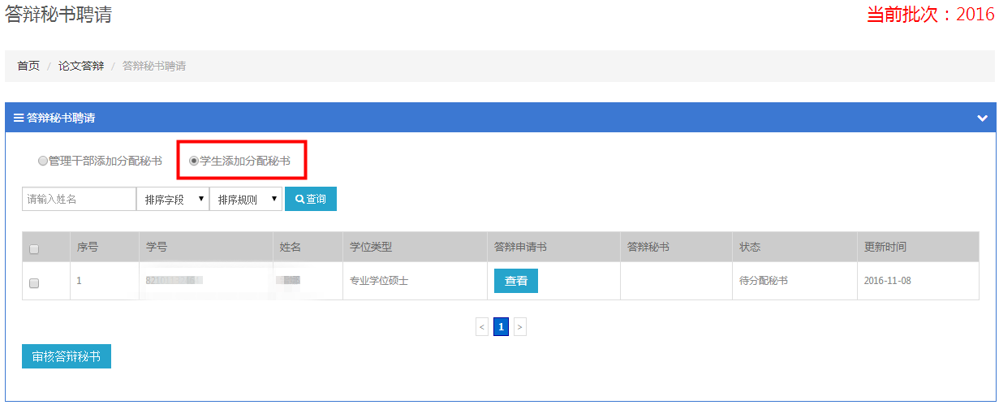 答辩秘书聘请
当前批次：2016
首页 / 论文答辩 / 答辩秘书聘请
答辩秘书聘请
管理干部添加分配秘书 学生添加分配秘书
请输入姓名 排序字段 排序规则 查询
序号 学号 姓名 学位类型 答辩申请书 答辩秘书 状态 更新时间
1 专业学位硕士 查看 待分配秘书 2016-11-08
< 1 >
审核答辩秘书